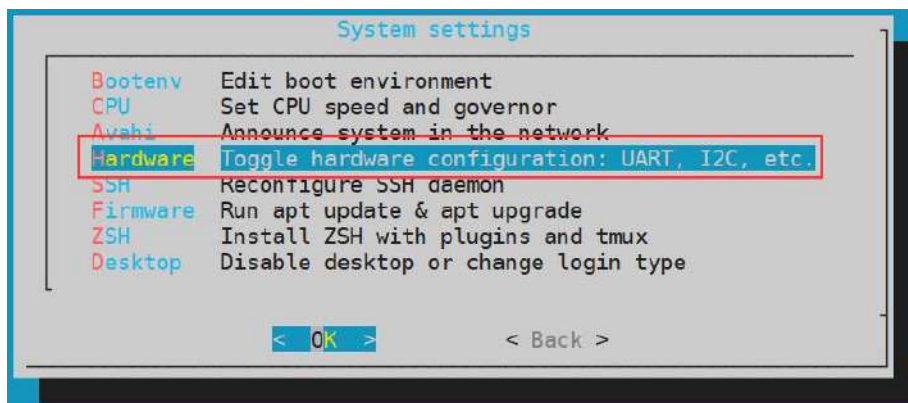 System settings
Bootenv Edit boot environment
CPU Set CPU speed and governor
Avahi Announce system in the network
Hardware Toggle hardware configuration: UART, I2C, etc.
SSH Reconfigure SSH daemon
Firmware Run apt update & apt upgrade
ZSH Install ZSH with plugins and tmux
Desktop Disable desktop or change login type
< OK > < Back >